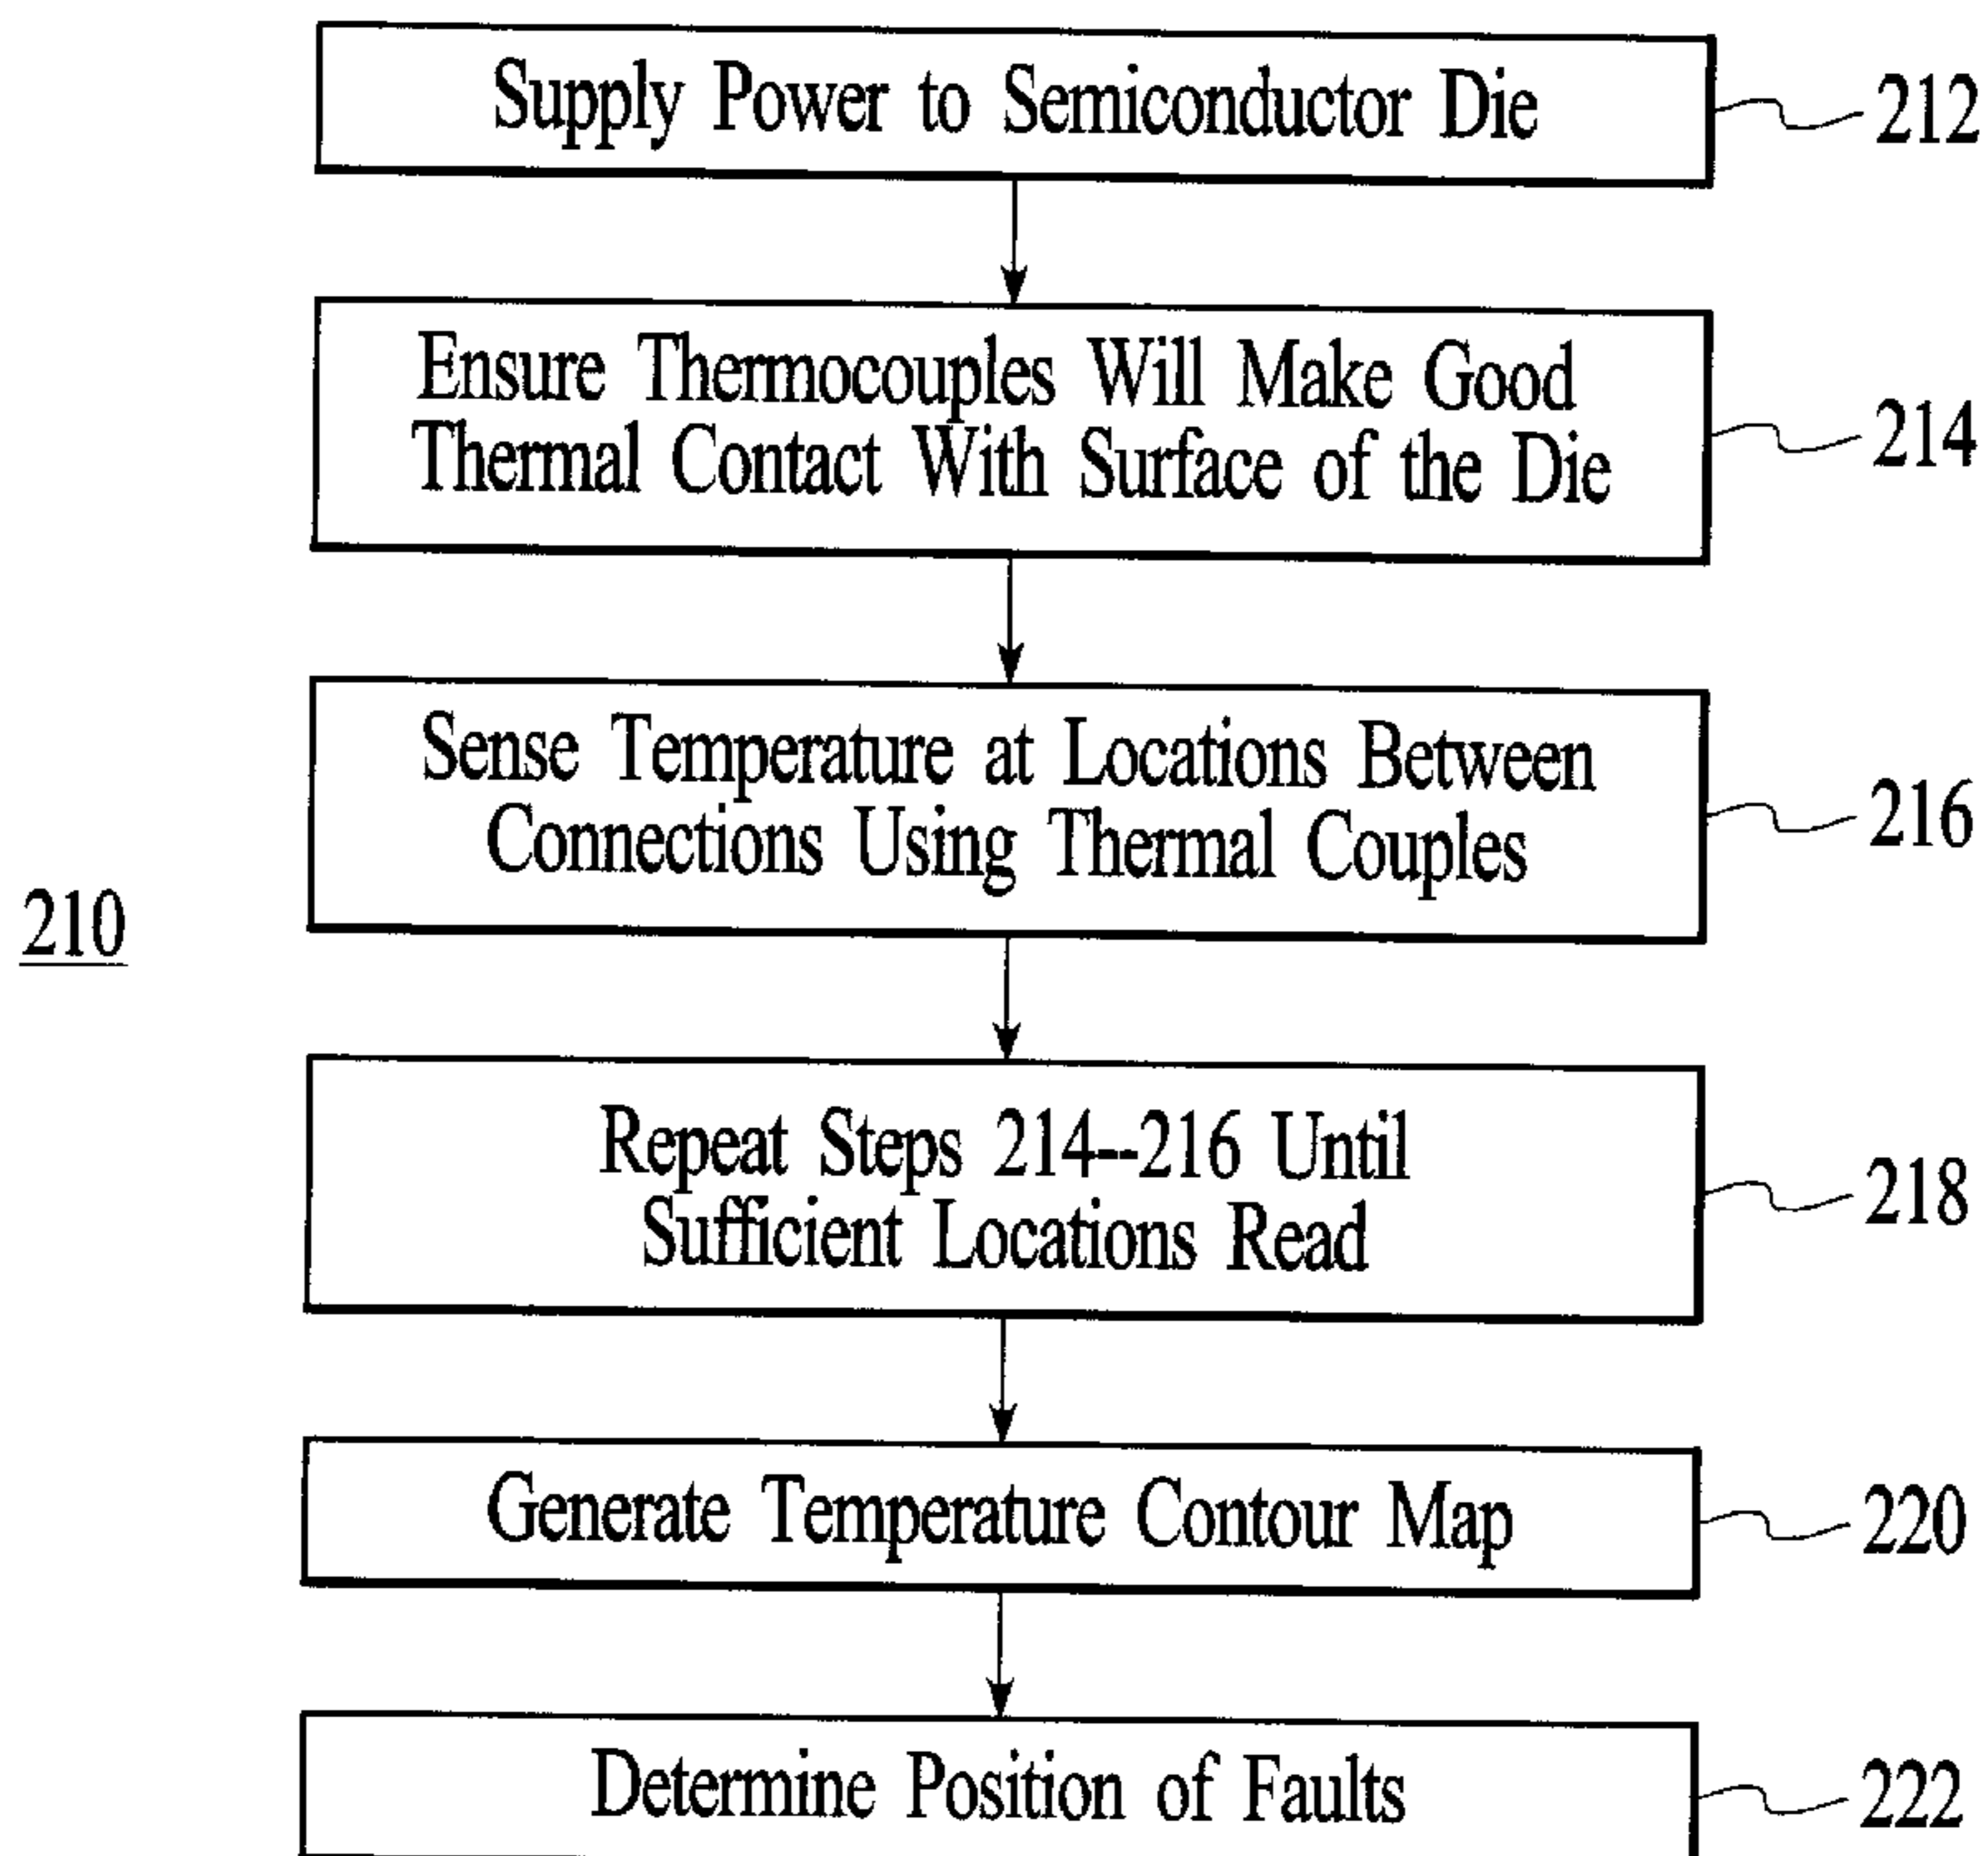 Supply Power to Semiconductor Die
212
Ensure Thermocouples Will Make Good
Thermal Contact With Surface of the Die
214
Sense Temperature at Locations Between
Connections Using Thermal Couples
216
210
Repeat Steps 214--216 Until
Sufficient Locations Read
218
Generate Temperature Contour Map
220
Determine Position of Faults
222